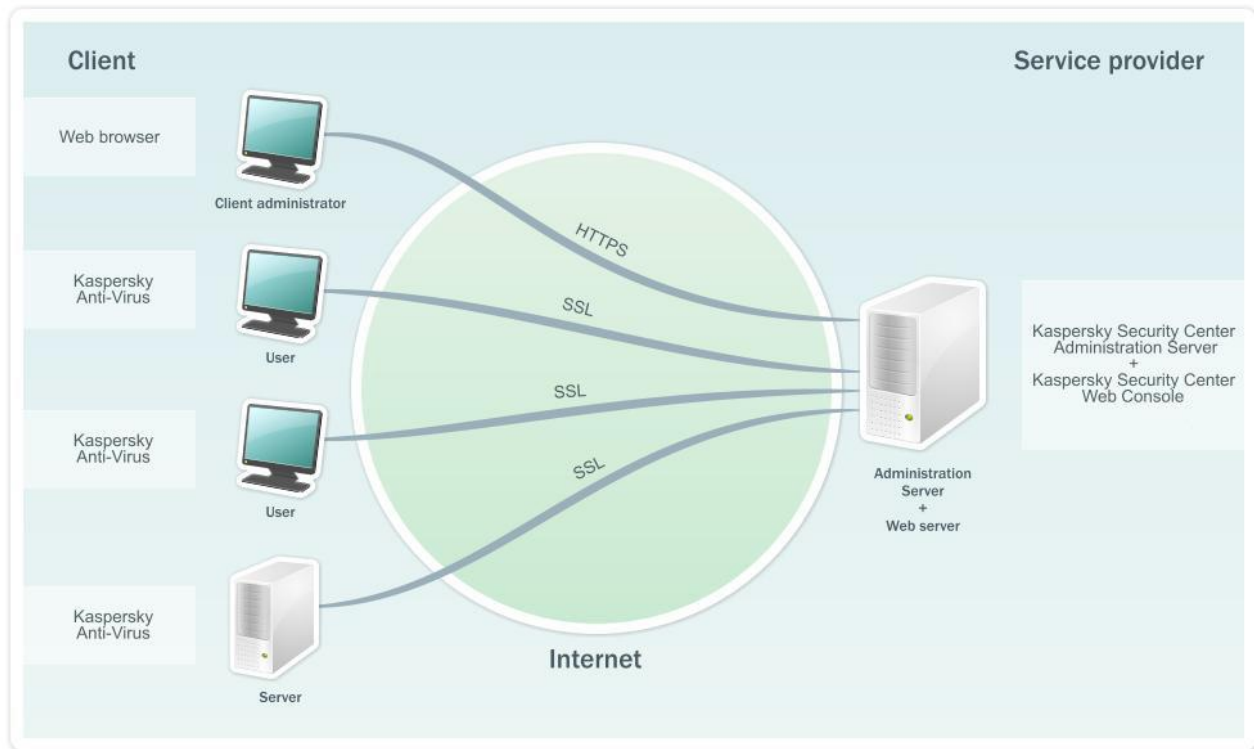 Client
Service provider
Web browser
Client administrator
HTTPS
Kaspersky
Anti-Virus
User
SSL
Kaspersky Security Center
Administration Server
+
Kaspersky Security Center
Web Console
Kaspersky
Anti-Virus
User
SSL
Administration
Server
+
Web server
SSL
Kaspersky
Anti-Virus
Server
Internet